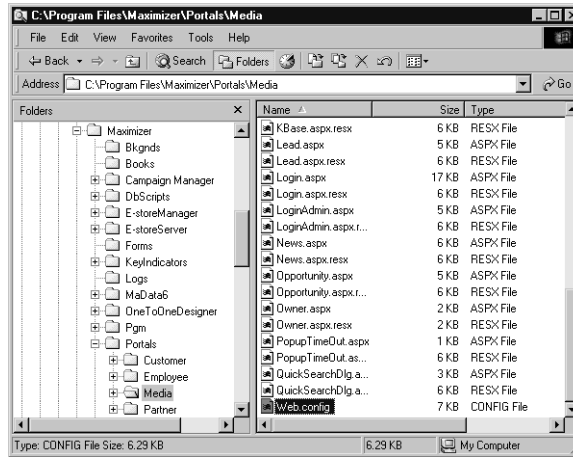 C:\Program Files\Maximizer\Portals\Media
File Edit View Favorites Tools Help
Back Search Folders
Address C:\Program Files\Maximizer\Portals\Media Go
Folders
Maximizer
Bkgnds
Books
Campaign Manager
DbScripts
E-storeManager
E-storeServer
Forms
KeyIndicators
Logs
MaData6
OneToOneDesigner
Pgm
Portals
Customer
Employee
Media
Partner
Name Size Type
KBase.aspx.resx 6 KB RESX File
Lead.aspx 5 KB ASPX File
Lead.aspx.resx 6 KB RESX File
Login.aspx 17 KB ASPX File
Login.aspx.resx 6 KB RESX File
LoginAdmin.aspx 5 KB ASPX File
LoginAdmin.aspx.r... 6 KB RESX File
News.aspx 6 KB ASPX File
News.aspx.resx 6 KB RESX File
Opportunity.aspx 5 KB ASPX File
Opportunity.aspx.r... 6 KB RESX File
Owner.aspx 2 KB ASPX File
Owner.aspx.resx 2 KB RESX File
PopupTimeOut.aspx 1 KB ASPX File
PopupTimeOut.as... 6 KB RESX File
QuickSearchDlg.a... 3 KB ASPX File
QuickSearchDlg.a... 6 KB RESX File
Web.config 7 KB CONFIG File
Type: CONFIG File Size: 6.29 KB 6.29 KB My Computer